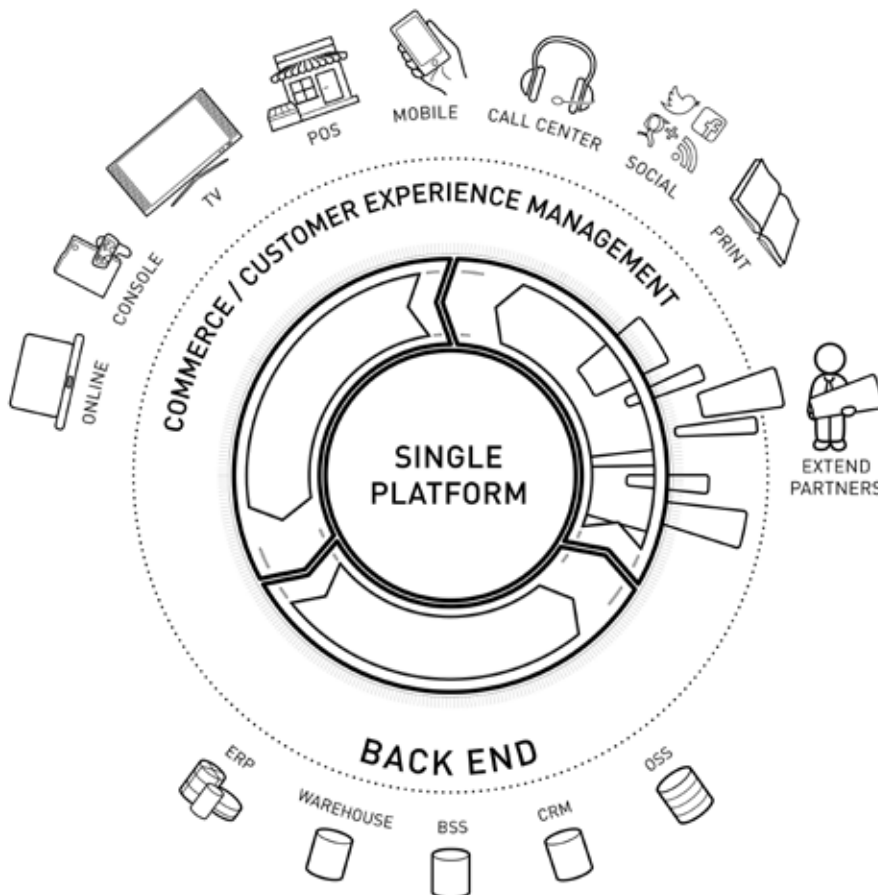 POS
MOBILE
CALL CENTER
SOCIAL
TV
PRINT
CONSOLE
ONLINE
COMMERCE / CUSTOMER EXPERIENCE MANAGEMENT
SINGLE
PLATFORM
EXTEND
PARTNERS
BACK END
ERP
WAREHOUSE
BSS
CRM
OSS